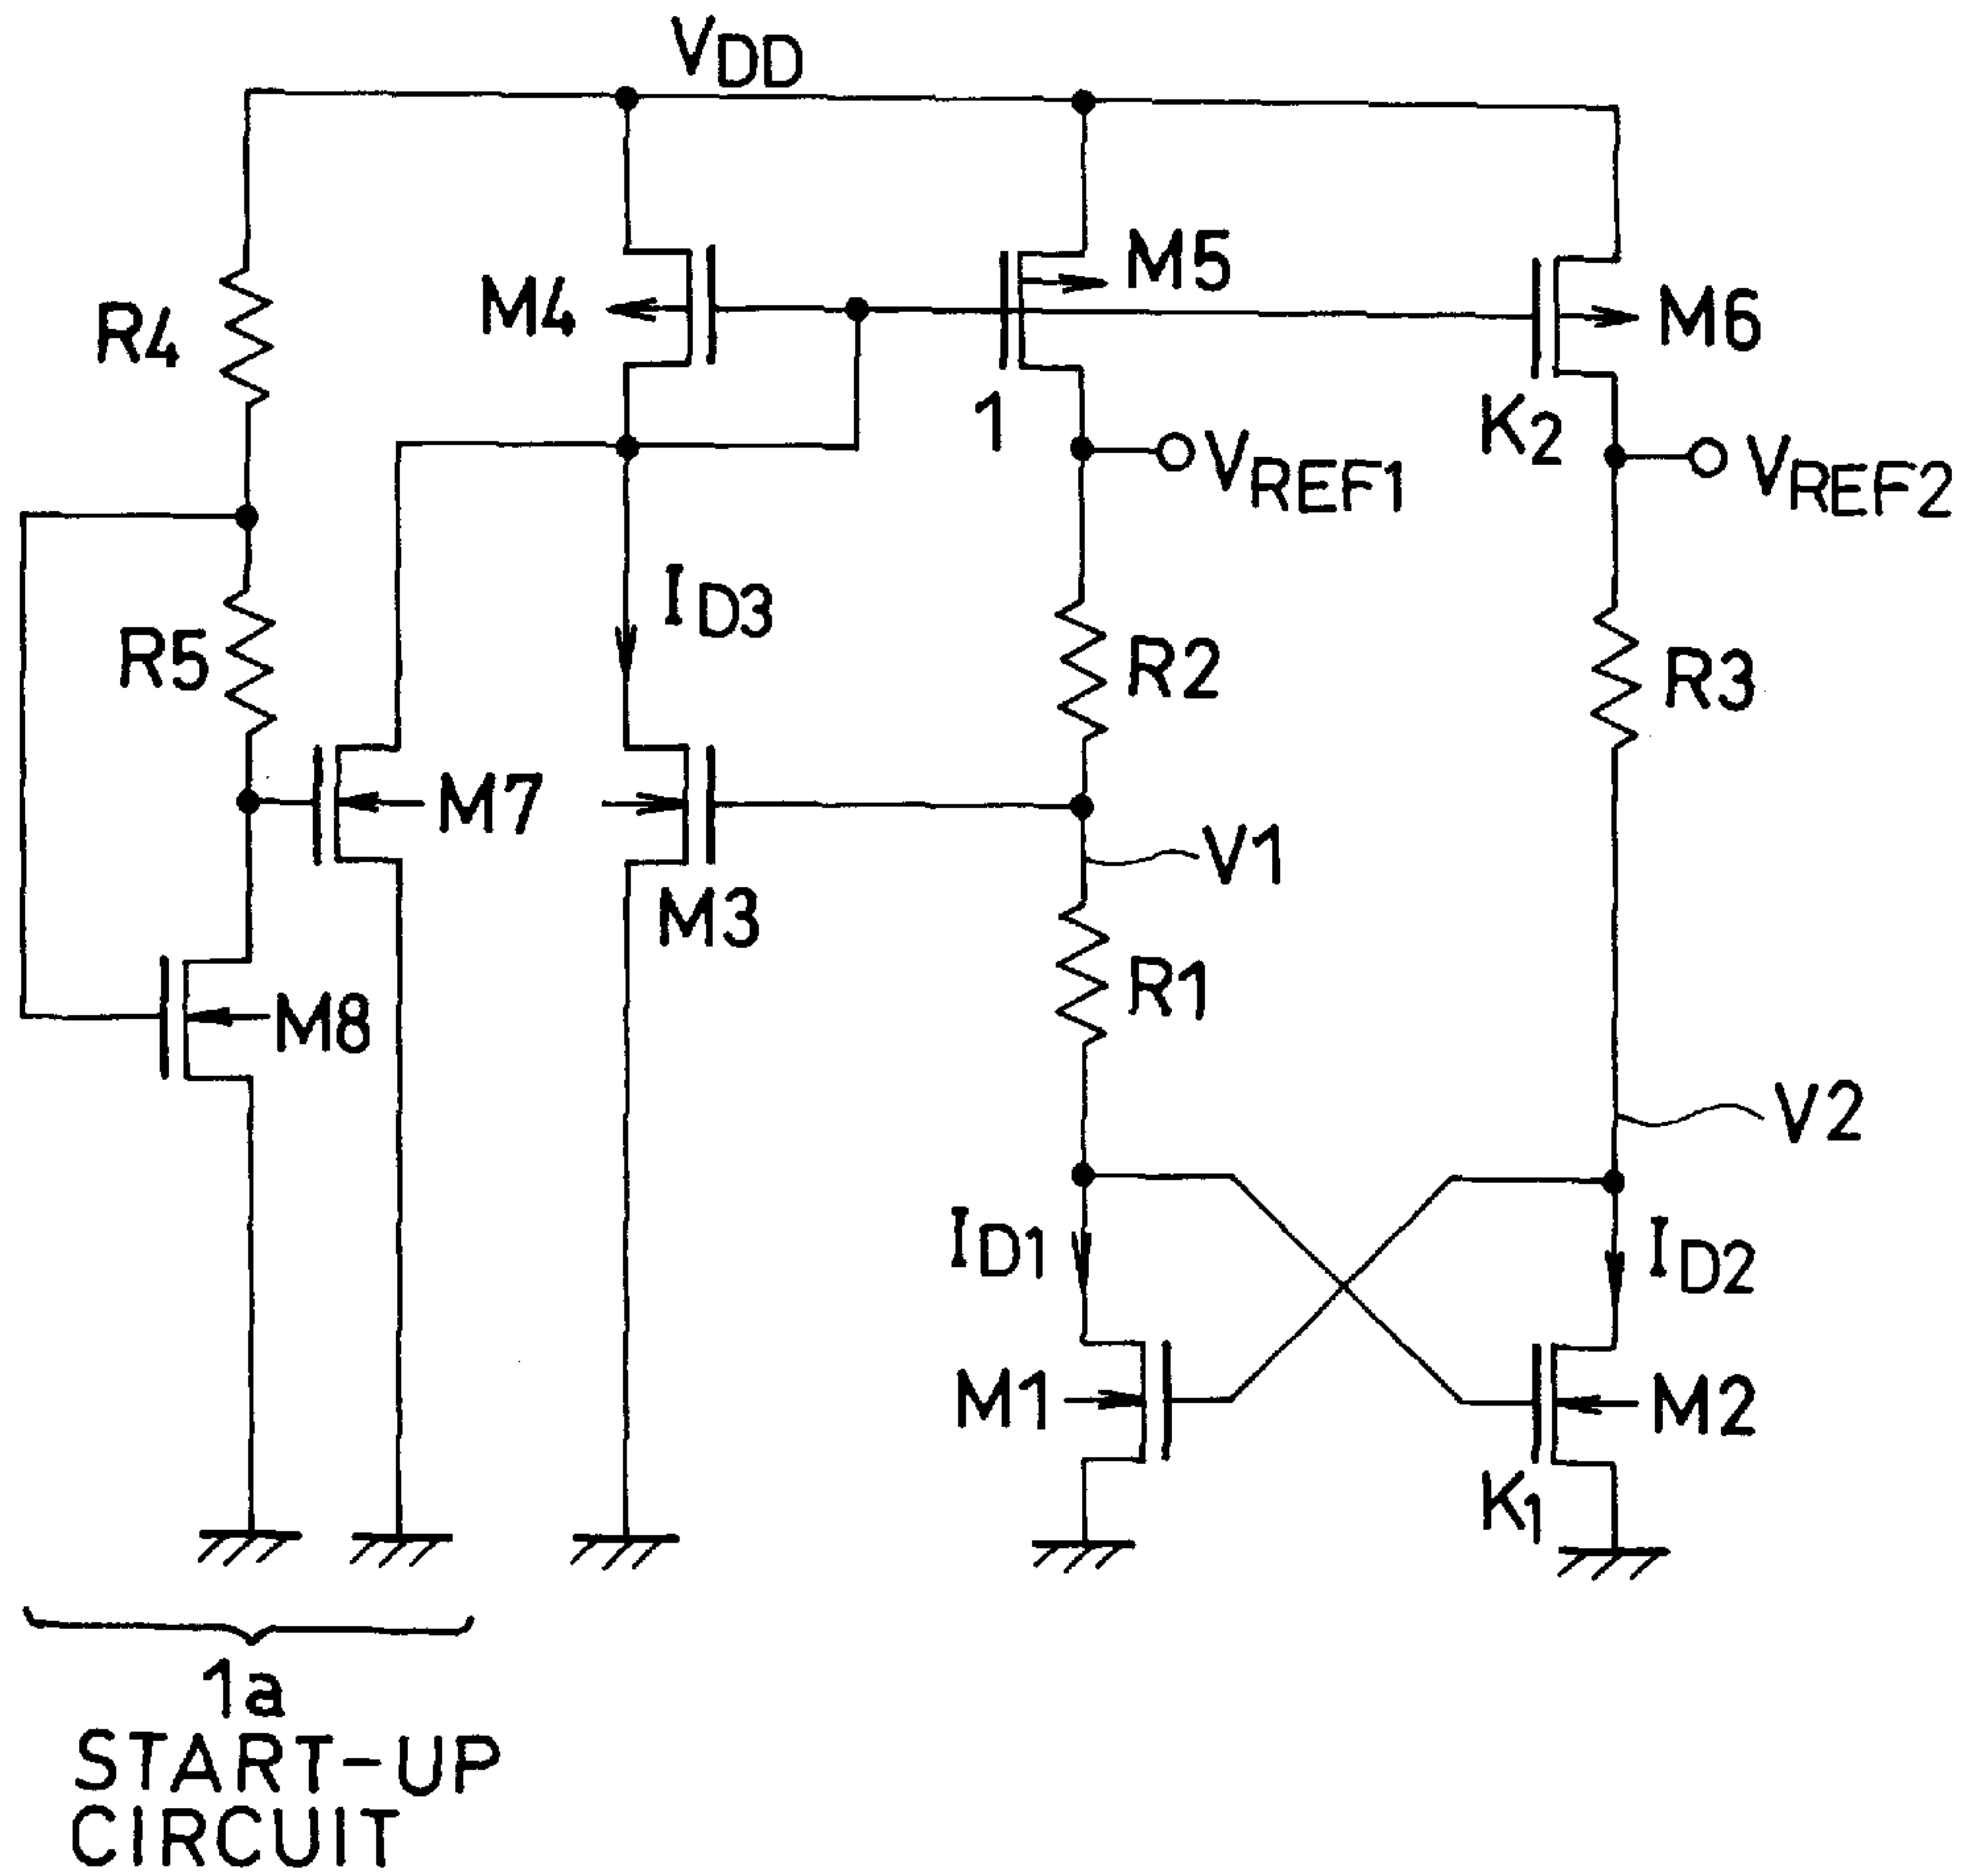 VDD
M5
M4
M6
R4
1
K2
VREF1
VREF2
ID3
R5
R2
R3
M7
V1
M3
R1
M8
V2
ID1
ID2
M1
M2
K1
1a
START-UP
CIRCUIT